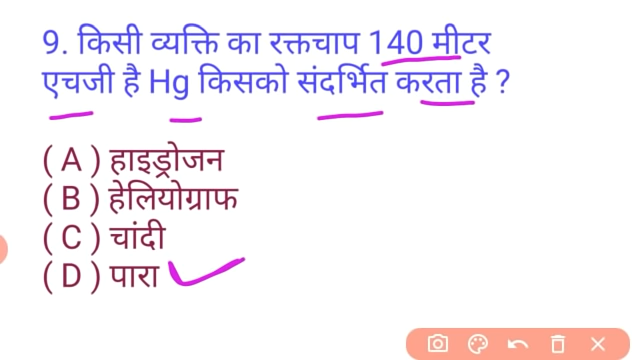 9. किसी व्यक्ति का रक्तचाप 140 मीटर
एचजी है Hg किसको संदर्भित करता है ?
( A ) हाइड्रोजन
( B ) हेलियोग्राफ
( C ) चांदी
( D ) पारा